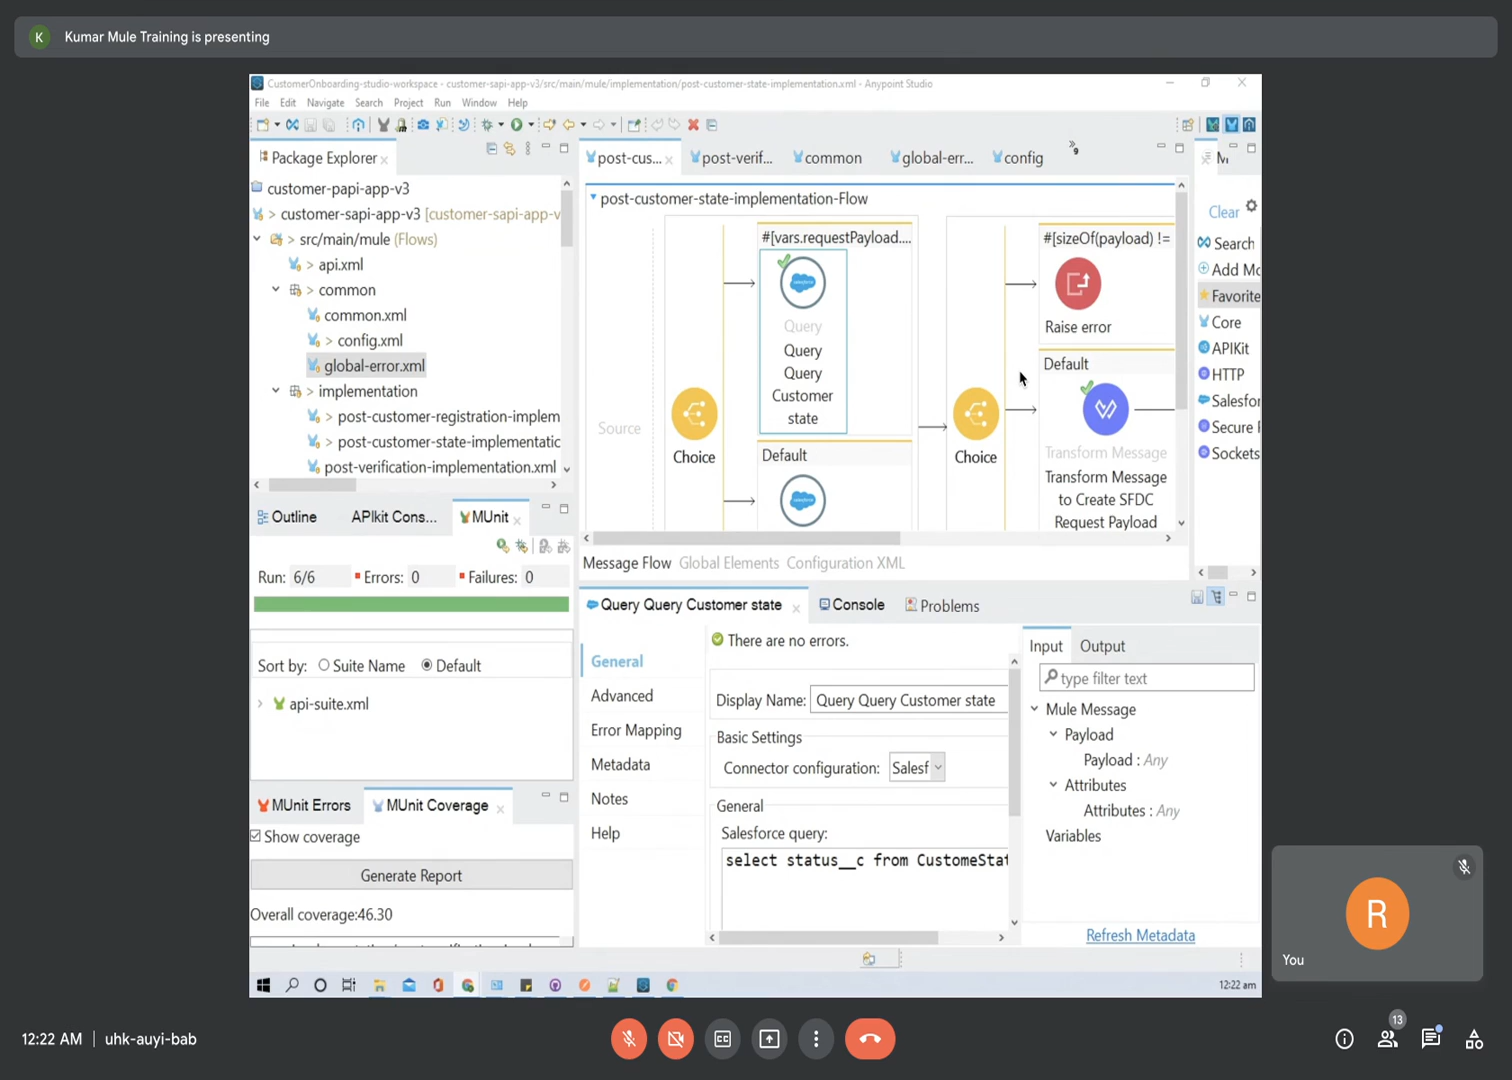 K Kumar Mule Training is presenting
CustomerOnboarding-studio-workspace - customer-sapi-app-v3/src/main/mule/implementation/post-customer-state-implementation.xml - Anypoint Studio
File Edit Navigate Search Project Run Window Help
Package Explorer
customer-papi-app-v3
> customer-sapi-app-v3 [customer-sapi-app-v
> src/main/mule (Flows)
> api.xml
> common
common.xml
> config.xml
global-error.xml
> implementation
> post-customer-registration-implem
> post-customer-state-implementatic
post-verification-implementation.xml
post-cus... post-verif... common global-err... config
»9
post-customer-state-implementation-Flow
Source
Choice
#[vars.requestPayload....
Query
Query
Query
Customer
state
Default
Choice
#[sizeOf(payload) !=
Raise error
Default
Transform Message
Transform Message
to Create SFDC
Request Payload
Message Flow Global Elements Configuration XML
Clear
Search
Add Mo
Favorite
Core
APIKit
HTTP
Salesfor
Secure
Sockets
Outline APIkit Cons... MUnit
Run: 6/6 Errors: 0 Failures: 0
Sort by: Suite Name Default
api-suite.xml
MUnit Errors MUnit Coverage
Show coverage
Generate Report
Overall coverage:46.30
Query Query Customer state Console Problems
There are no errors.
General
Advanced
Error Mapping
Metadata
Notes
Help
Display Name: Query Query Customer state
Basic Settings
Connector configuration: Salesf
General
Salesforce query:
select status__c from CustomeStat
Input Output
type filter text
Mule Message
Payload
Payload : Any
Attributes
Attributes : Any
Variables
Refresh Metadata
12:22 am
R
You
12:22 AM | uhk-auyi-bab
13